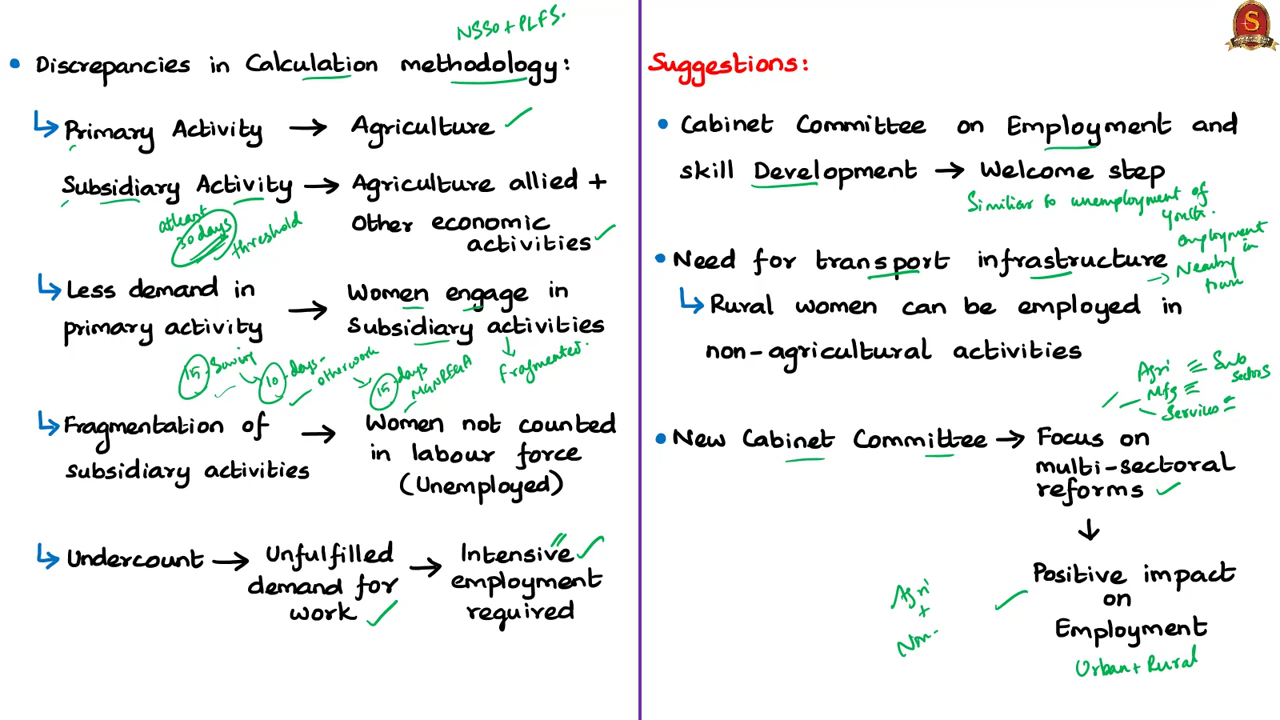 NSSO + PLFS.
• Discrepancies in Calculation methodology:
↳ Primary Activity → Agriculture ✓
Subsidiary Activity → Agriculture allied +
Other economic
activities ✓
atleast
30 days
threshold
↳ Less demand in
primary activity → Women engage in
Subsidiary activities
fragmented.
15 - Sowing
10 - days -
other work
15 - days
MGNREGA
↳ Fragmentation of
subsidiary activities → Women not counted
in labour force
(Unemployed)
↳ Undercount → Unfulfilled
demand for
work ✓ → Intensive
employment
required
S
Suggestions:
• Cabinet Committee on Employment and
skill Development → Welcome step
Similiar to unemployment of
youth.
• Need for transport infrastructure
employment
in
→ Nearby
town
↳ Rural women can be employed in
non-agricultural activities
Agri = Sub
sectors
Mfg =
Services =
• New Cabinet Committee → Focus on
multi-sectoral
reforms ✓
↓
Positive impact
on
Employment
Urban + Rural
Agri
+
Non-